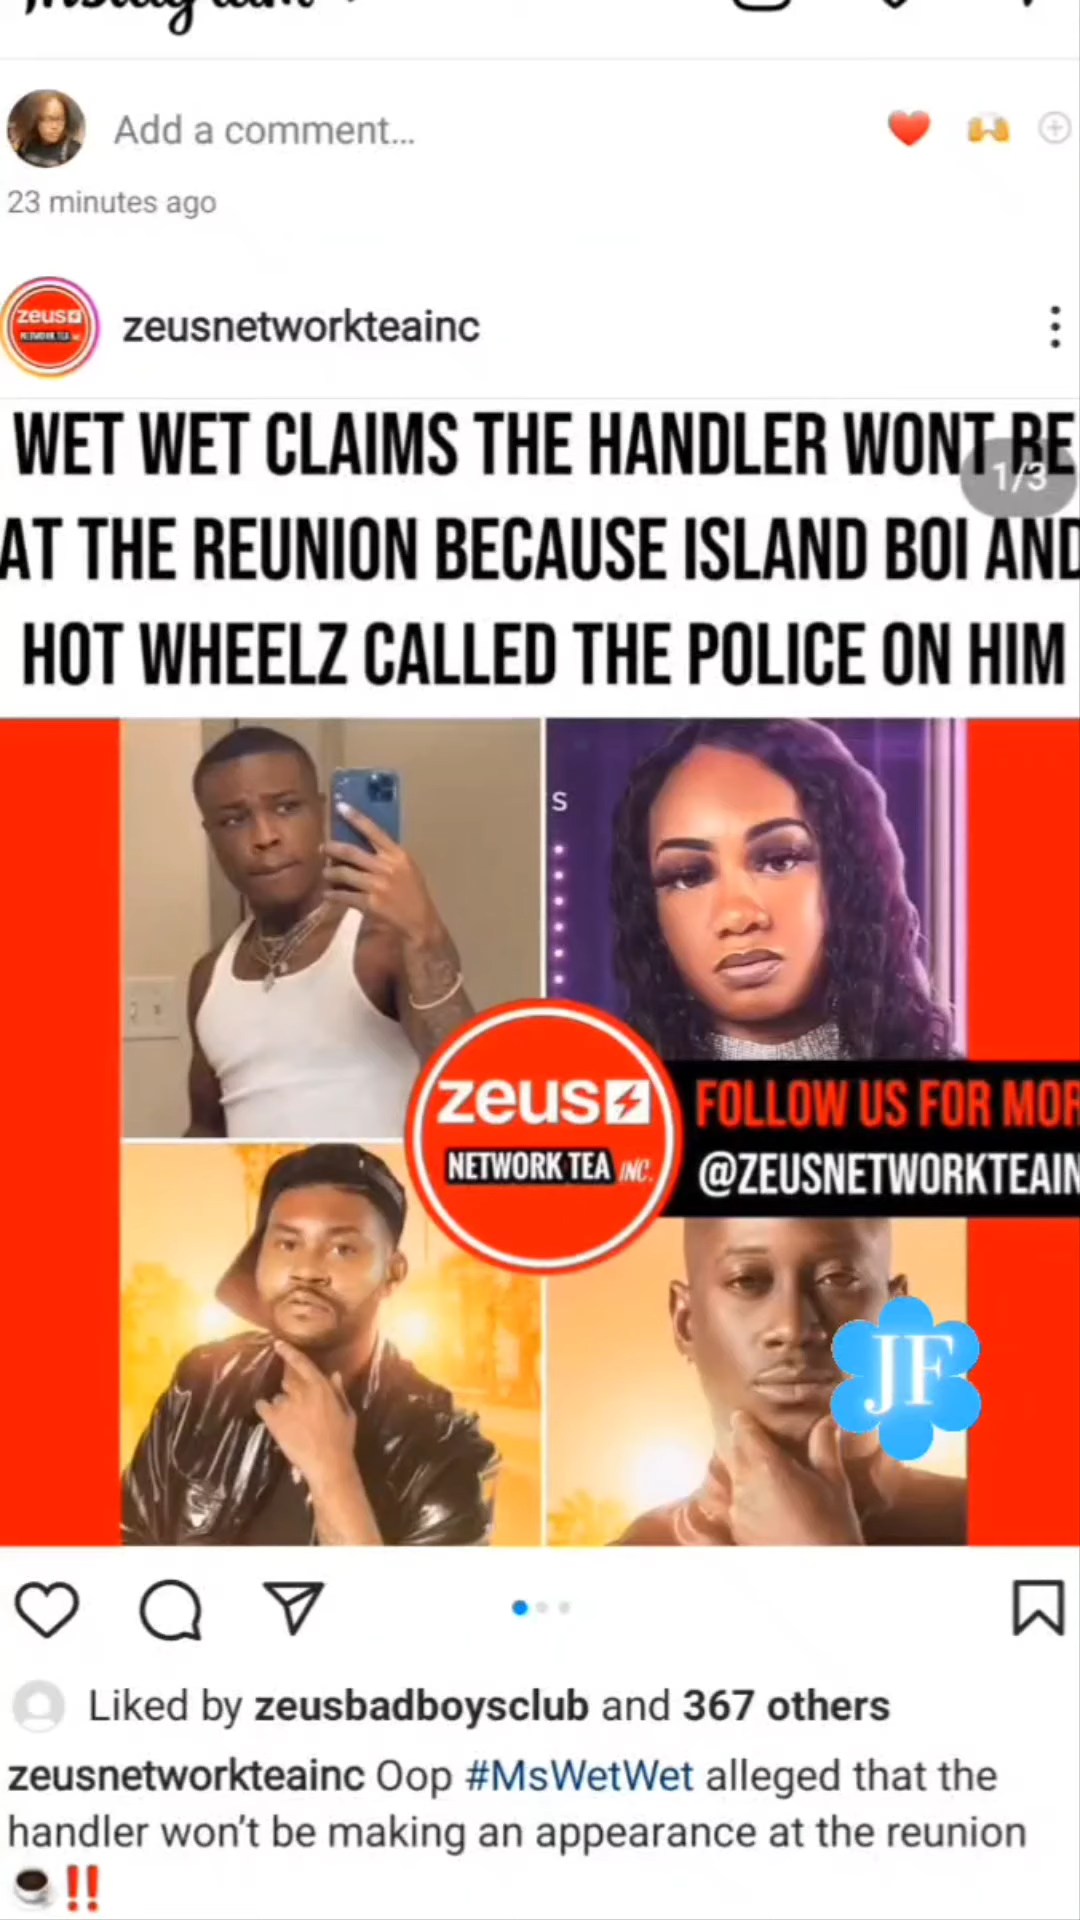 Instagram
Add a comment...
23 minutes ago
zeus
zeusnetworkteainc
WET WET CLAIMS THE HANDLER WONT BE
1/3
AT THE REUNION BECAUSE ISLAND BOI AND
HOT WHEELZ CALLED THE POLICE ON HIM
S
zeus
NETWORK TEA INC.
FOLLOW US FOR MOR
@ZEUSNETWORKTEAIN
JF
Liked by zeusbadboysclub and 367 others
zeusnetworkteainc Oop #MsWetWet alleged that the
handler won't be making an appearance at the reunion
☕‼️